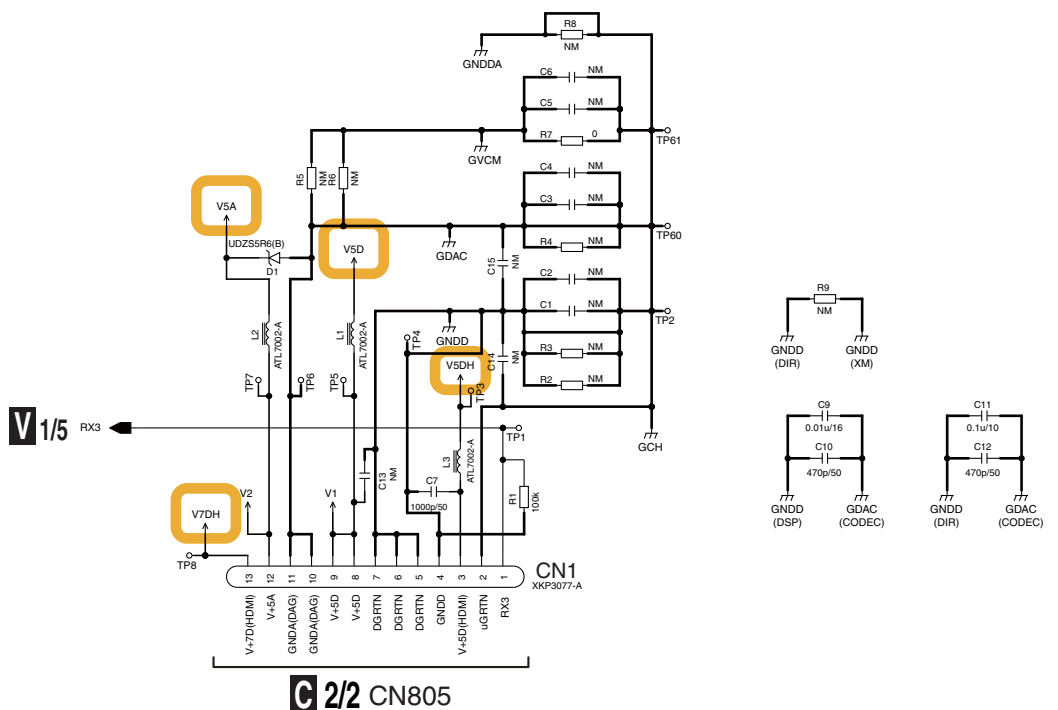 R8
NM
GNDDA
C6
NM
C5
NM
R7
0
TP61
GVCM
R5
NM
R6
NM
C4
NM
C3
NM
V5A
UDZS5R6(B)
D1
V5D
GDAC
R4
NM
TP60
C15
NM
C2
NM
C1
NM
TP2
R9
NM
GNDD
(DIR)
GNDD
(XM)
L2
ATL7002-A
L1
ATL7002-A
GNDD
TP4
C14
NM
R3
NM
R2
NM
V5DH
TP3
TP7
TP6
TP5
V 1/5
RX3
TP1
GCH
C9
0.01u/16
C10
470p/50
GNDD
(DSP)
GDAC
(CODEC)
C11
0.1u/10
C12
470p/50
GNDD
(DIR)
GDAC
(CODEC)
C13
NM
L3
ATL7002-A
C7
1000p/50
R1
100k
V2
V1
V7DH
TP8
13
12
11
10
9
8
7
6
5
4
3
2
1
CN1
XKP3077-A
V+7D(HDMI)
V+5A
GNDA(DAG)
GNDA(DAG)
V+5D
V+5D
DGRTN
DGRTN
DGRTN
GNDD
V+5D(HDMI)
uGRTN
RX3
C 2/2 CN805